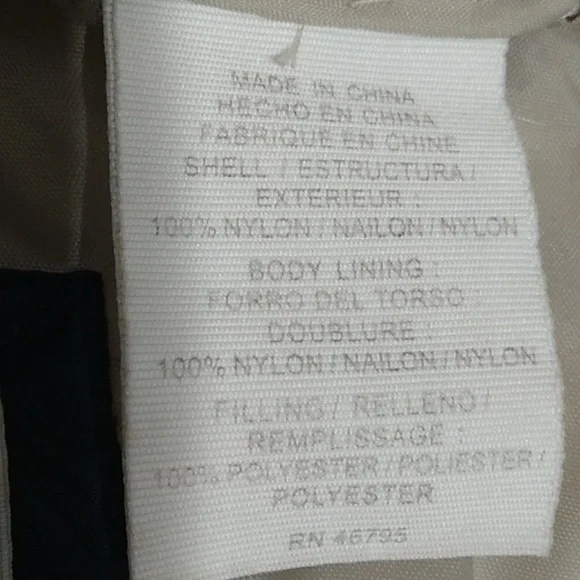 MADE IN CHINA
HECHO EN CHINA
FABRIQUE EN CHINE
SHELL / ESTRUCTURA /
EXTERIEUR :
100% NYLON / NAILON / NYLON
BODY LINING :
FORRO DEL TORSO :
DOUBLURE :
100% NYLON / NAILON / NYLON
FILLING / RELLENO /
REMPLISSAGE :
100% POLYESTER / POLIESTER /
POLYESTER
RN 46795